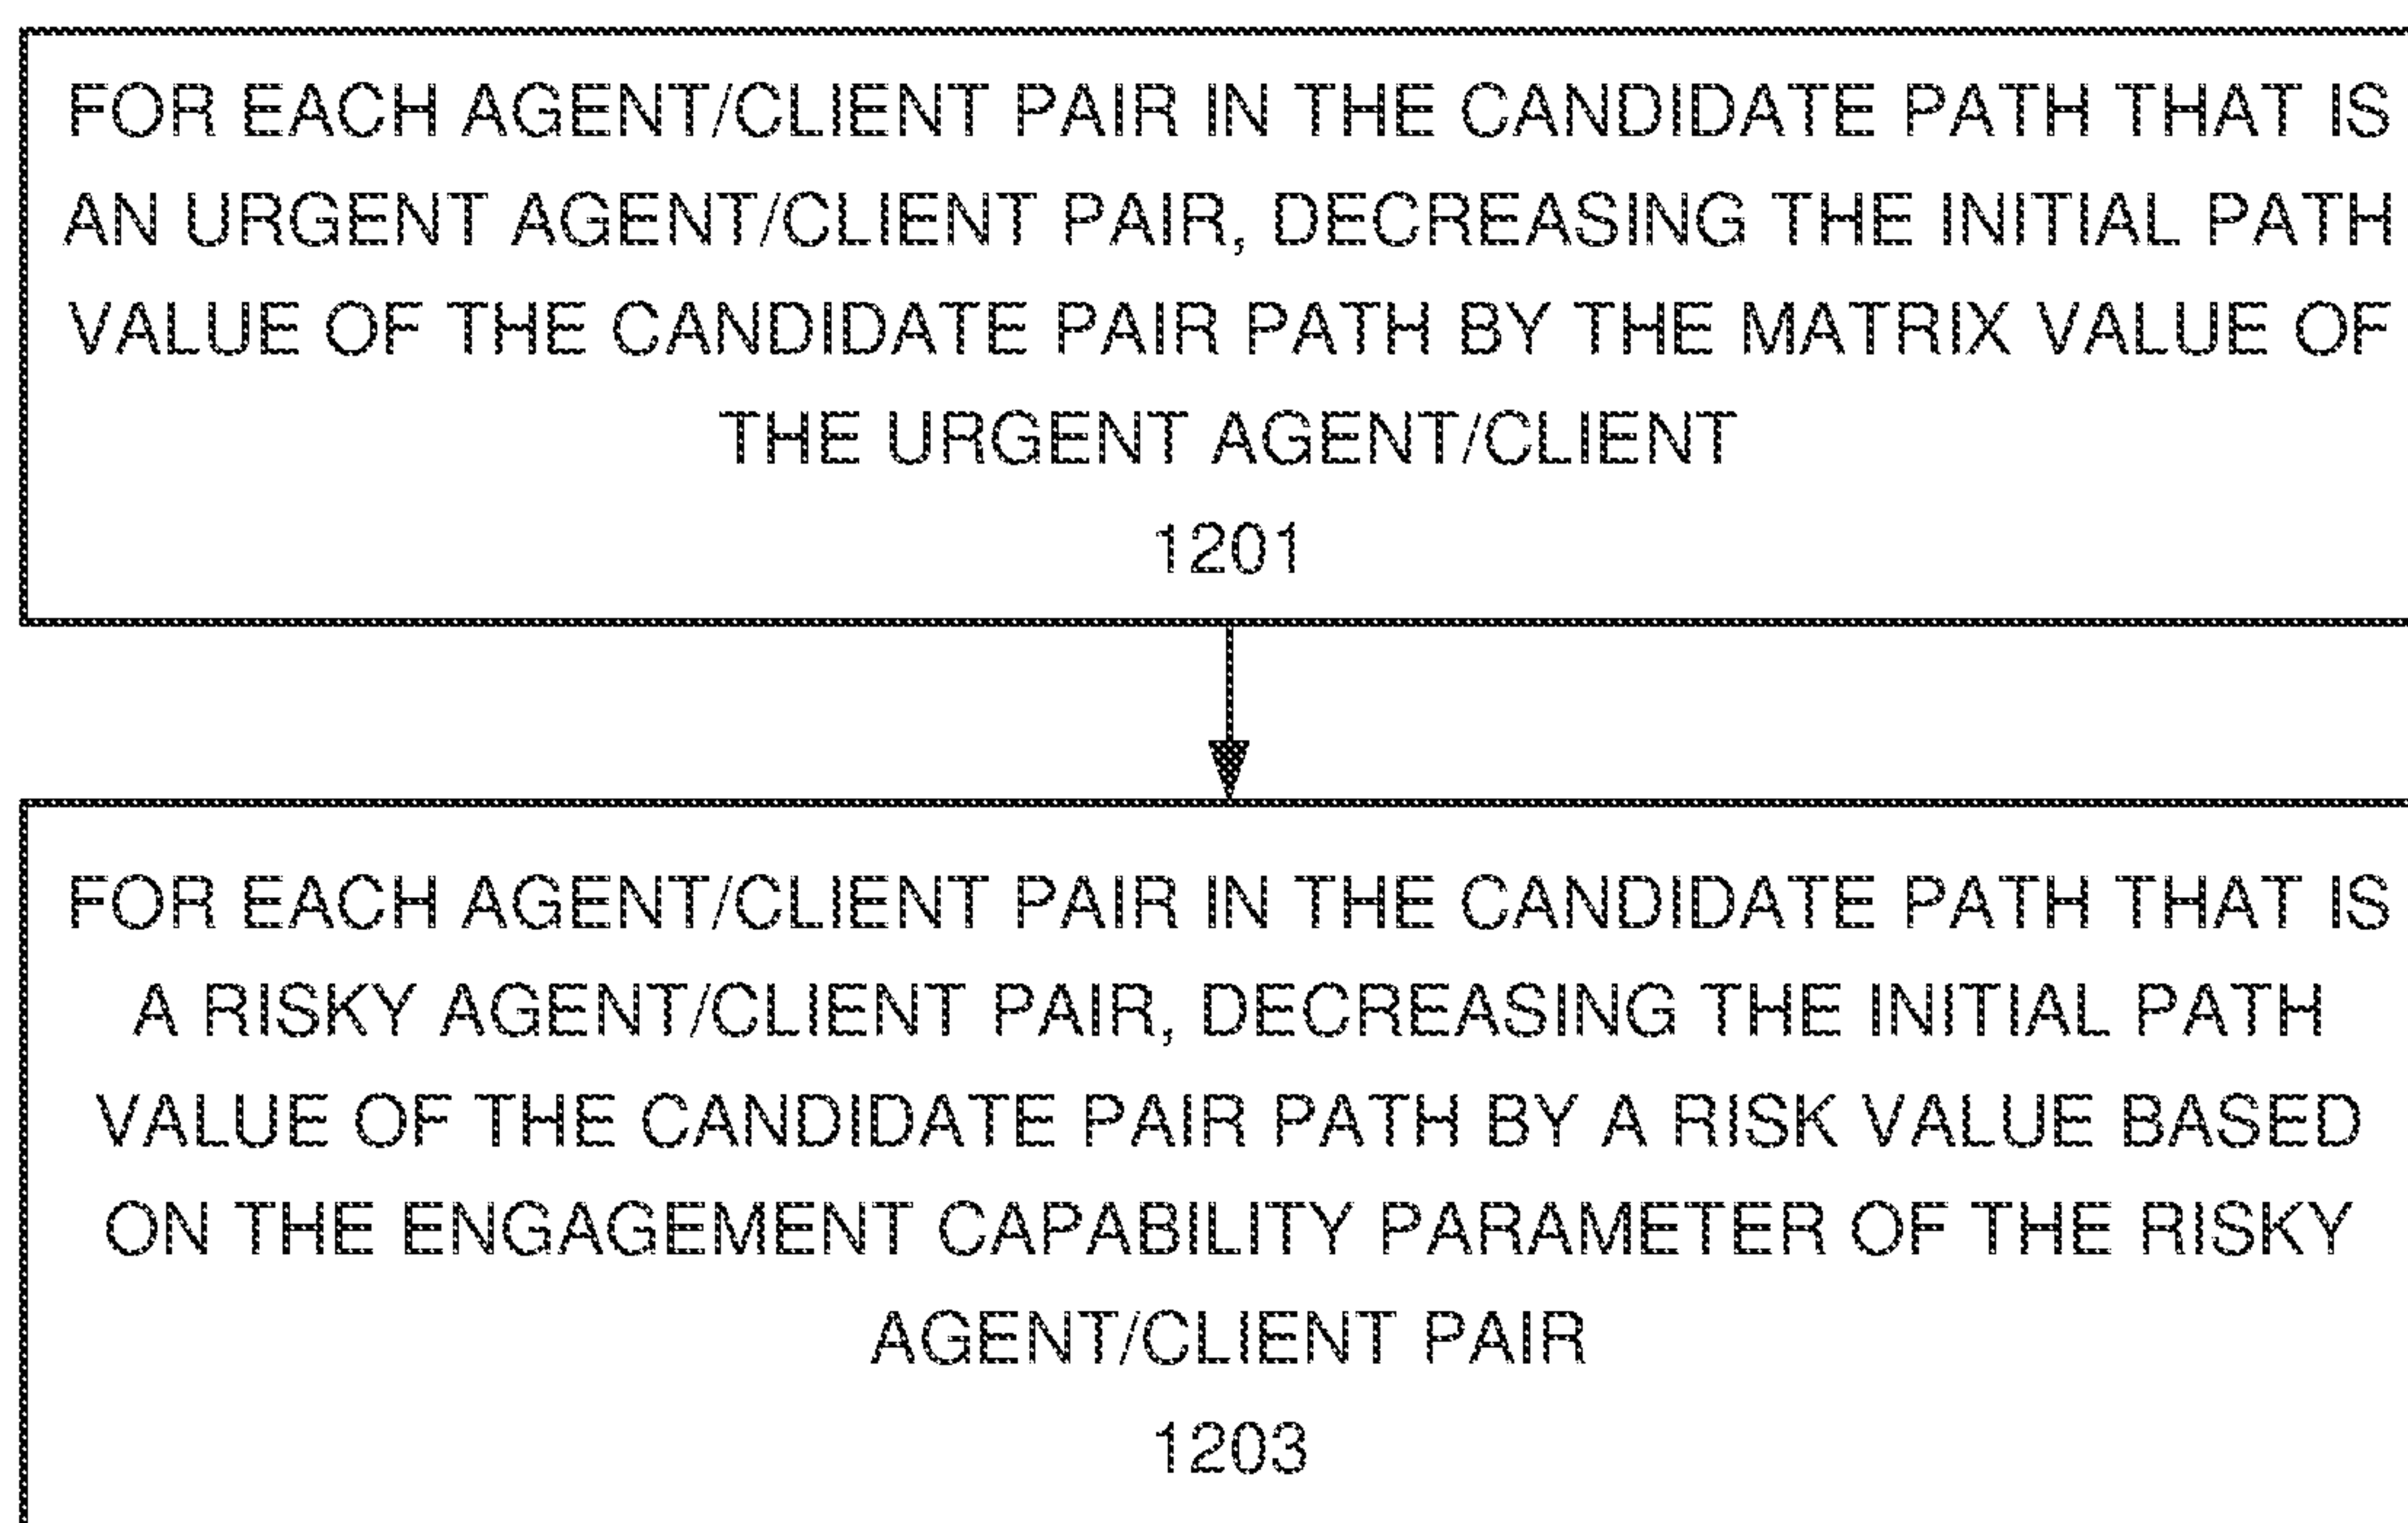 FOR EACH AGENT/CLIENT PAIR IN THE CANDIDATE PATH THAT IS
AN URGENT AGENT/CLIENT PAIR, DECREASING THE INITIAL PATH
VALUE OF THE CANDIDATE PAIR PATH BY THE MATRIX VALUE OF
THE URGENT AGENT/CLIENT
1201
FOR EACH AGENT/CLIENT PAIR IN THE CANDIDATE PATH THAT IS
A RISKY AGENT/CLIENT PAIR, DECREASING THE INITIAL PATH
VALUE OF THE CANDIDATE PAIR PATH BY A RISK VALUE BASED
ON THE ENGAGEMENT CAPABILITY PARAMETER OF THE RISKY
AGENT/CLIENT PAIR
1203